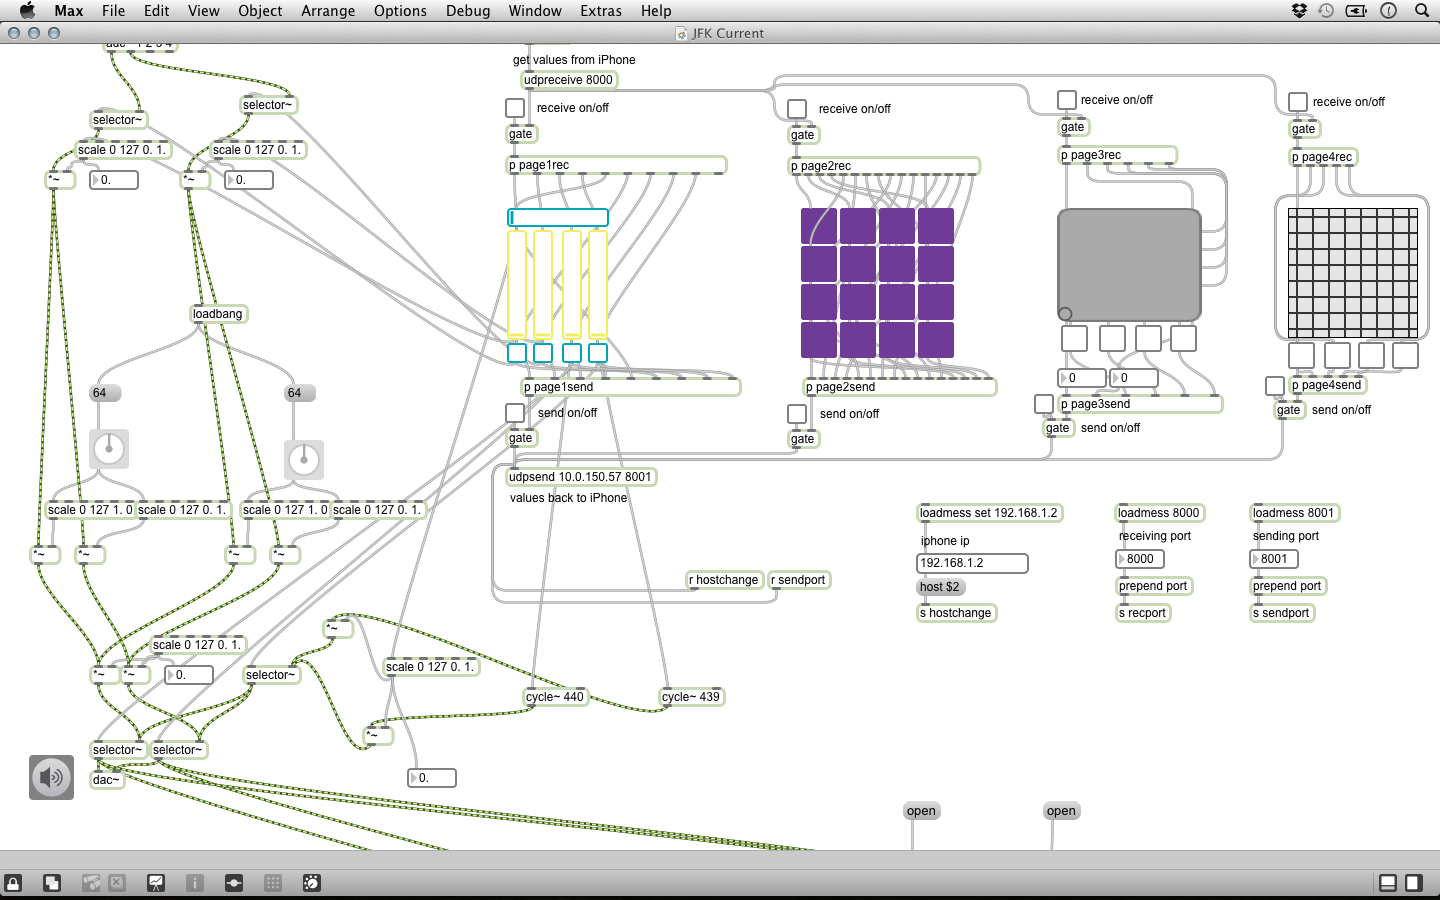 Max File Edit View Object Arrange Options Debug Window Extras Help
JFK Current
adc~ 1 2 3 4
get values from iPhone
udpreceive 8000
selector~
selector~
receive on/off
receive on/off
receive on/off
receive on/off
gate
gate
gate
gate
scale 0 127 0. 1.
scale 0 127 0. 1.
p page1rec
p page2rec
p page3rec
p page4rec
*~
0.
*~
0.
loadbang
64
64
p page1send
p page2send
0
0
p page3send
p page4send
send on/off
send on/off
send on/off
send on/off
gate
gate
gate
gate
udpsend 10.0.150.57 8001
values back to iPhone
scale 0 127 1. 0
scale 0 127 0. 1.
scale 0 127 1. 0
scale 0 127 0. 1.
*~
*~
*~
*~
loadmess set 192.168.1.2
loadmess 8000
loadmess 8001
iphone ip
receiving port
sending port
192.168.1.2
8000
8001
host $2
prepend port
prepend port
s hostchange
s recport
s sendport
r hostchange
r sendport
*~
scale 0 127 0. 1.
*~
*~
0.
selector~
scale 0 127 0. 1.
cycle~ 440
cycle~ 439
*~
selector~
selector~
dac~
0.
open
open